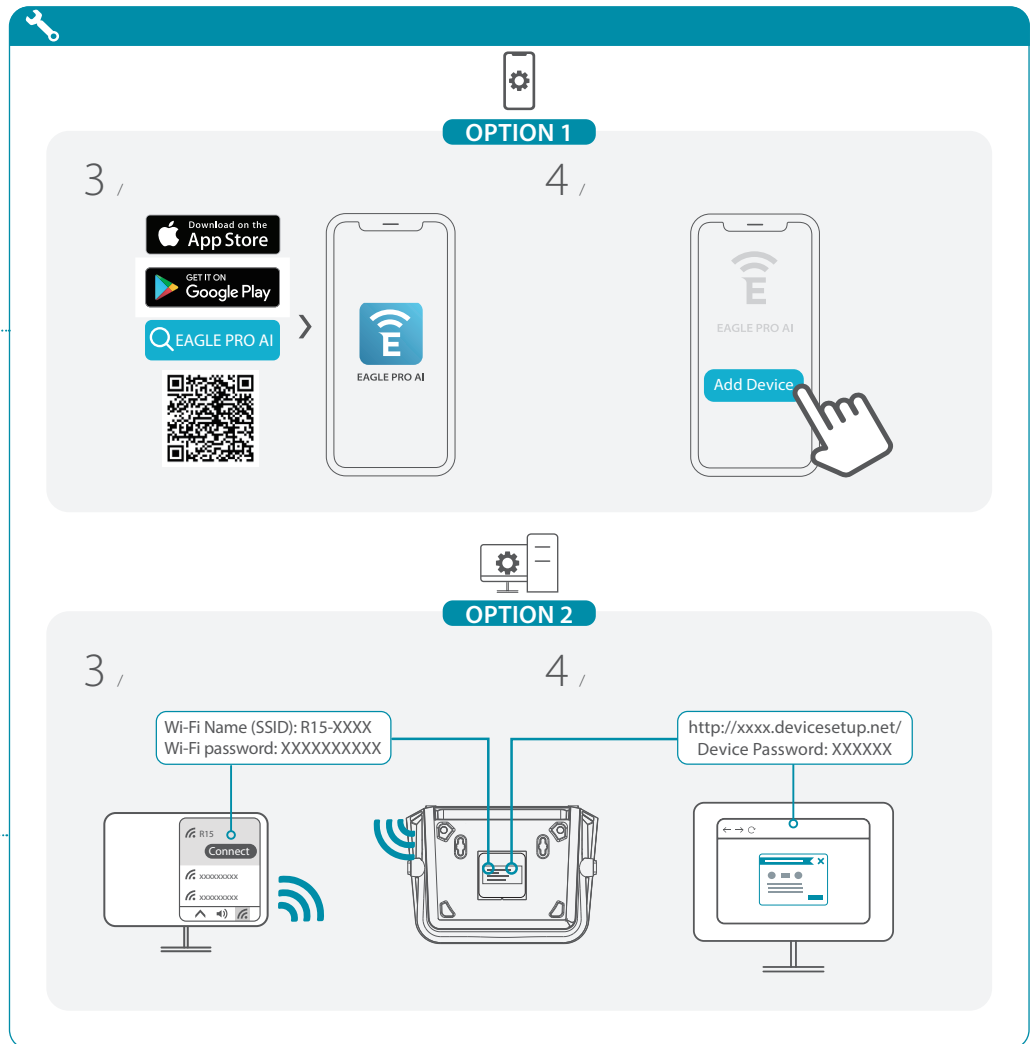 OPTION 1
3 /
Download on the
App Store
GET IT ON
Google Play
EAGLE PRO AI
E
EAGLE PRO AI
4 /
E
EAGLE PRO AI
Add Device
OPTION 2
3 /
Wi-Fi Name (SSID): R15-XXXX
Wi-Fi password: XXXXXXXXXX
R15
Connect
xxxxxxxxx
xxxxxxxxx
4 /
http://xxxx.devicesetup.net/
Device Password: XXXXXX